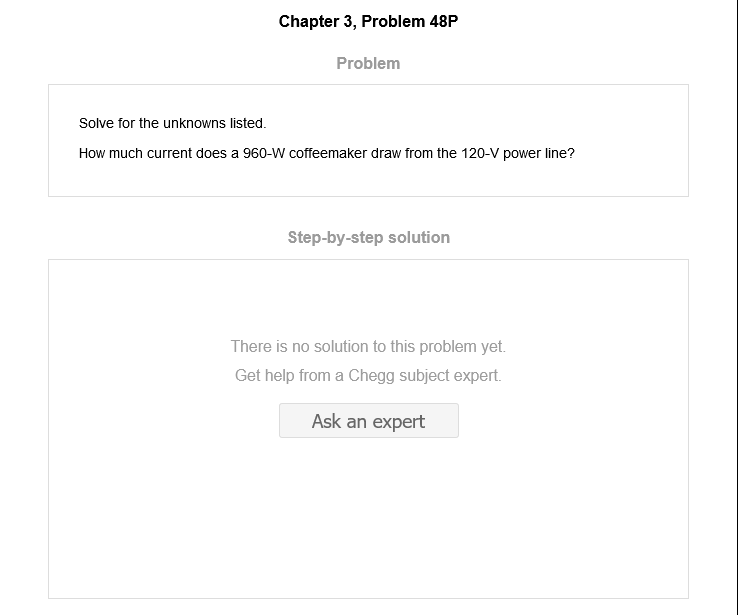 Chapter 3, Problem 48P
Problem
Solve for the unknowns listed.
How much current does a 960-W coffeemaker draw from the 120-V power line?
Step-by-step solution
There is no solution to this problem yet.
Get help from a Chegg subject expert.
Ask an expert